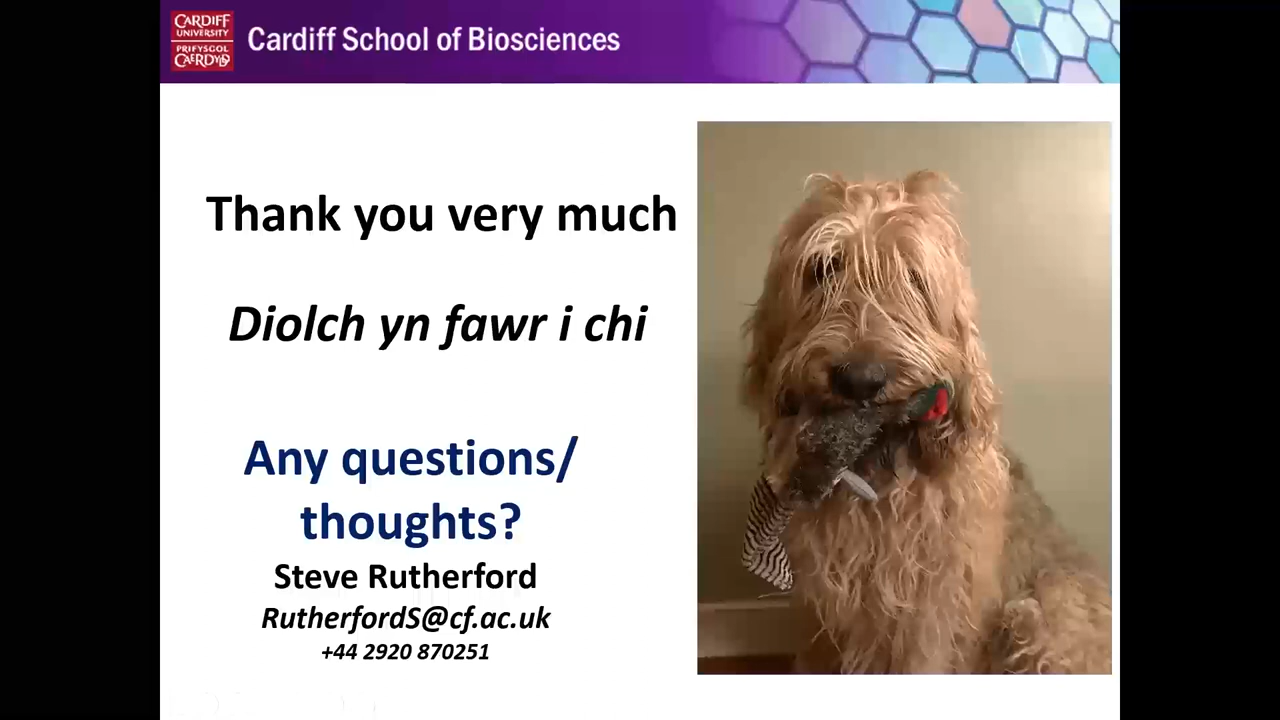 CARDIFF
UNIVERSITY
PRIFYSGOL
CAERDYDD
Cardiff School of Biosciences
Thank you very much
Diolch yn fawr i chi
Any questions/
thoughts?
Steve Rutherford
RutherfordS@cf.ac.uk
+44 2920 870251